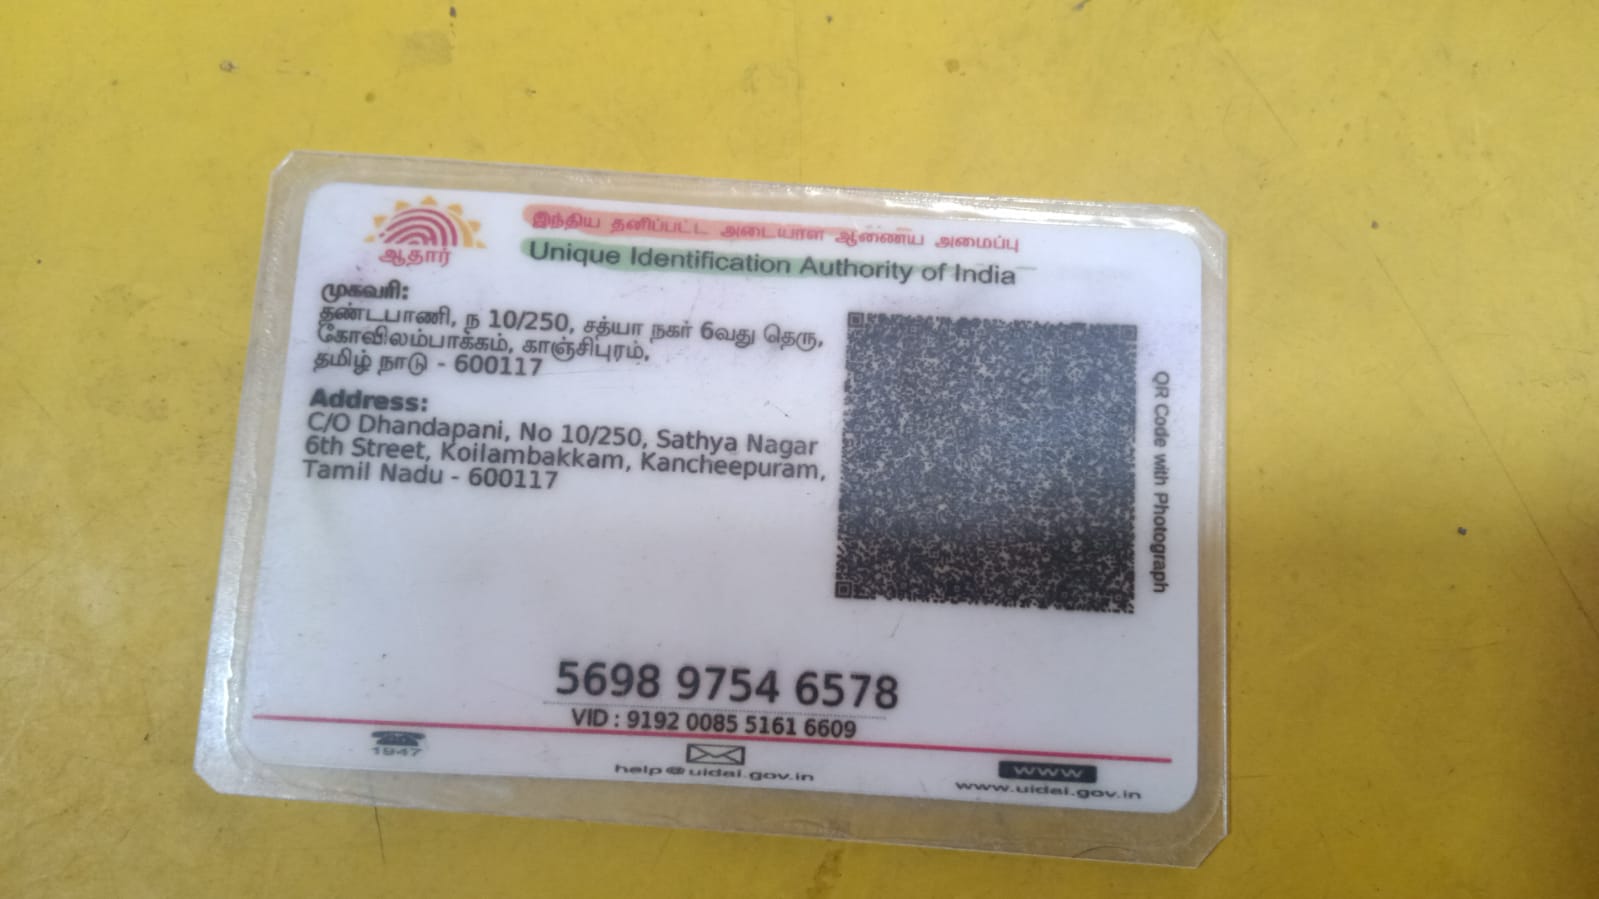 இந்திய தனிப்பட்ட அடையாள ஆணைய அமைப்பு
Unique Identification Authority of India
ஆதார்
முகவரி:
தண்டபாணி, ந 10/250, சத்யா நகர் 6வது தெரு,
கோவிலம்பாக்கம், காஞ்சிபுரம்,
தமிழ் நாடு - 600117
Address:
C/O Dhandapani, No 10/250, Sathya Nagar
6th Street, Koilambakkam, Kancheepuram,
Tamil Nadu - 600117
QR Code with Photograph
5698 9754 6578
VID : 9192 0085 5161 6609
1947
help@uidai.gov.in
www
www.uidai.gov.in